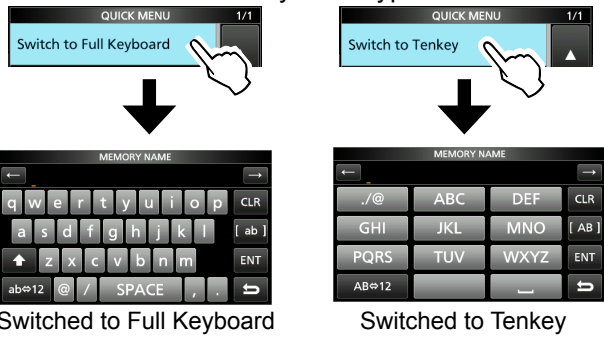 QUICK MENU 1/1
Switch to Full Keyboard
MEMORY NAME
← →
q w e r t y u i o p CLR
a s d f g h j k l [ ab ]
z x c v b n m ENT
ab⇔12 @ / SPACE , .
Switched to Full Keyboard
QUICK MENU 1/1
Switch to Tenkey
MEMORY NAME
← →
./@ ABC DEF CLR
GHI JKL MNO [ AB ]
PQRS TUV WXYZ ENT
AB⇔12
Switched to Tenkey